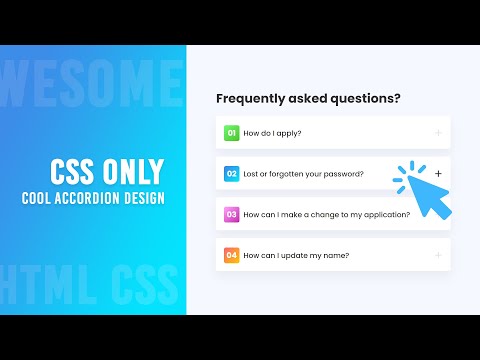 WESOME
CSS ONLY
COOL ACCORDION DESIGN
HTML CSS
Frequently asked questions?
01 How do I apply? +
02 Lost or forgotten your password? +
03 How can I make a change to my application?
04 How can I update my name? +